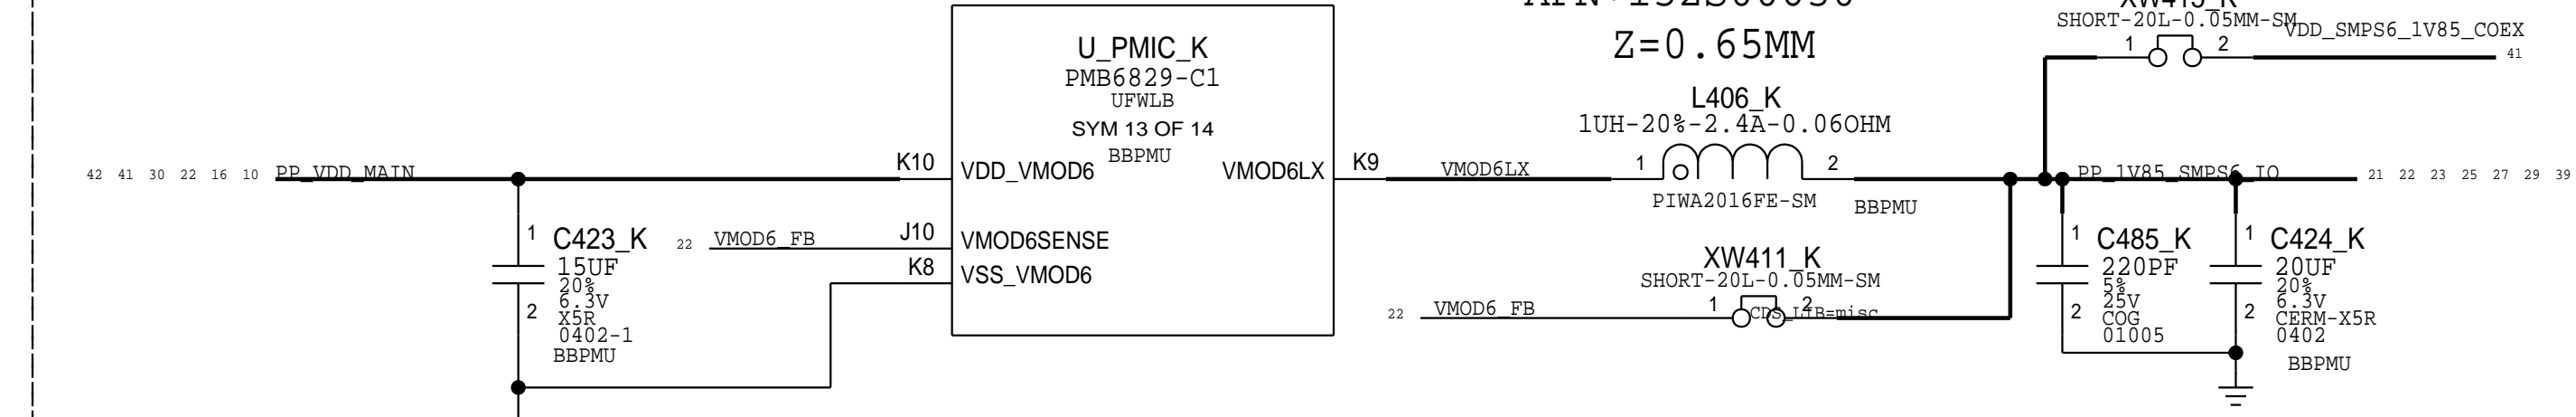 Z=0.65MM
SHORT-20L-0.05MM-SM
VDD_SMPS6_1V85_COEX
1
2
41
U_PMIC_K
PMB6829-C1
UFWLB
SYM 13 OF 14
BBPMU
42 41 30 22 16 10
PP_VDD_MAIN
K10
VDD_VMOD6
VMOD6LX
K9
VMOD6LX
L406_K
1UH-20%-2.4A-0.06OHM
1
2
PIWA2016FE-SM
BBPMU
PP_1V85_SMPS6_IO
21 22 23 25 27 29 39
1
C423_K
15UF
20%
6.3V
X5R
0402-1
BBPMU
2
22
VMOD6_FB
J10
VMOD6SENSE
K8
VSS_VMOD6
XW411_K
SHORT-20L-0.05MM-SM
22
VMOD6_FB
1
2
CDS_LIB=misc
1
C485_K
220PF
5%
25V
COG
01005
2
1
C424_K
20UF
20%
6.3V
CERM-X5R
0402
BBPMU
2